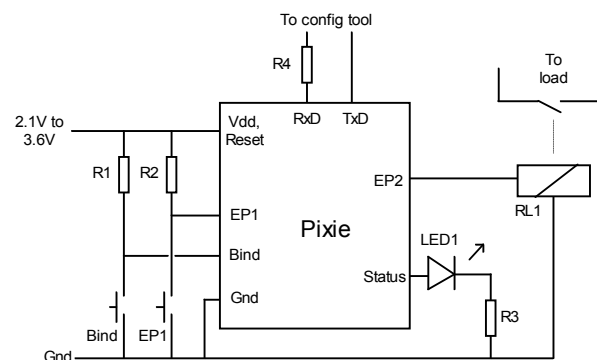 To config tool
R4
To
load
2.1V to
3.6V
Vdd,
Reset
RxD
TxD
R1
R2
EP2
RL1
EP1
Pixie
LED1
Bind
Status
Gnd
R3
Bind
EP1
Gnd